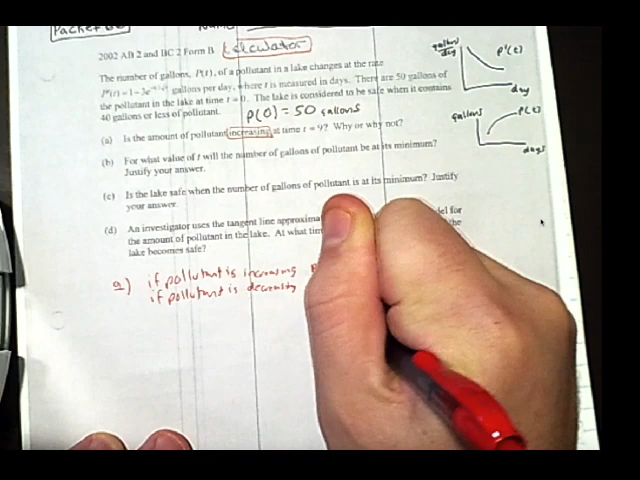 2002 AB 2 and BC 2 Form B Calculator
gallons/day P'(t) day
The number of gallons, P(t), of a pollutant in a lake changes at the rate
gallons per day, where t is measured in days. There are 50 gallons of
the pollutant in the lake at time t = 0. The lake is considered to be safe when it contains
40 gallons or less of pollutant. P(0) = 50 gallons
gallons P(t) days
(a) Is the amount of pollutant increasing at time t = 9? Why or why not?
(b) For what value of t will the number of gallons of pollutant be at its minimum?
Justify your answer.
(c) Is the lake safe when the number of gallons of pollutant is at its minimum? Justify
your answer.
(d) An investigator uses the tangent line
the amount of pollutant in the lake. At what
lake becomes safe?
a) if pollutant is increasing
if pollutant is